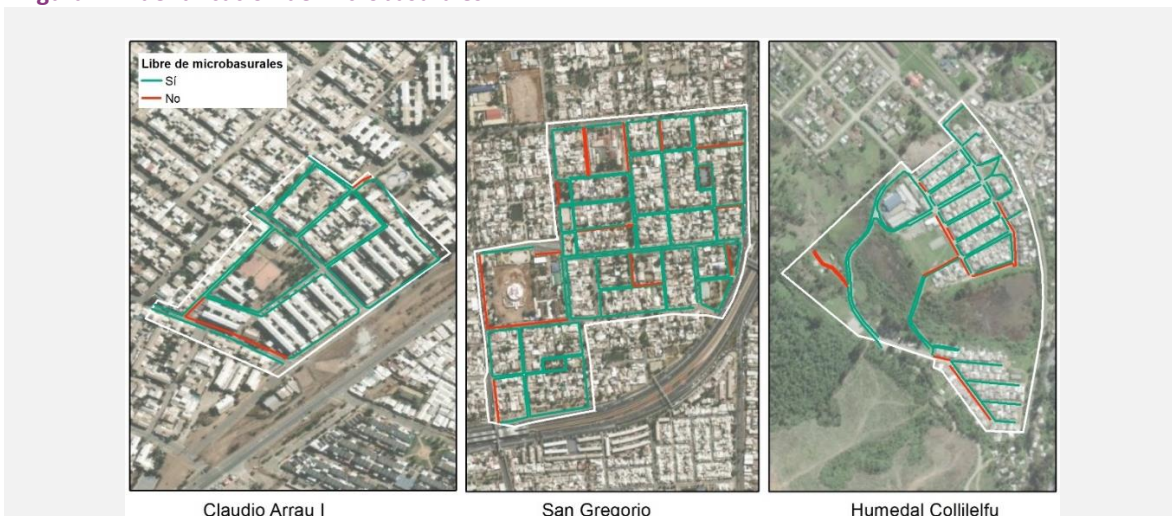 Libre de microbasurales
Sí
No
Claudio Arrau I
San Gregorio
Humedal Collilelfu